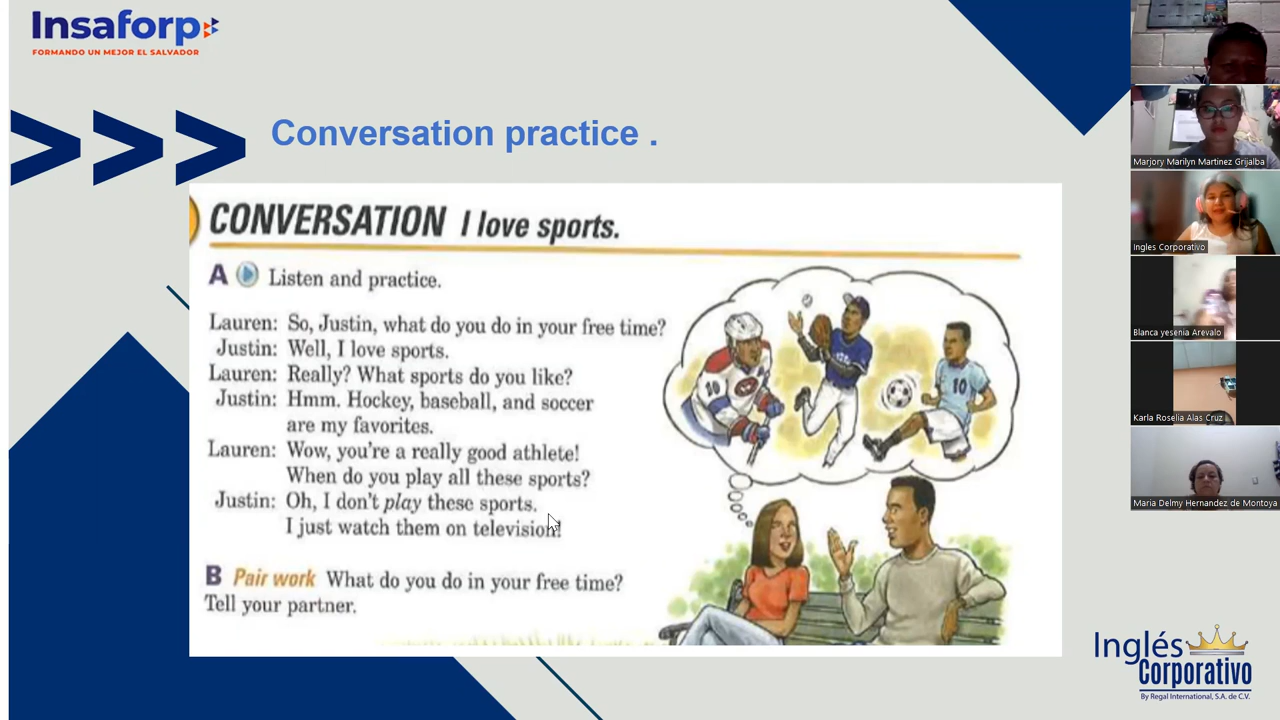 Insaforp
FORMANDO UN MEJOR EL SALVADOR
Conversation practice .
CONVERSATION I love sports.
A Listen and practice.
Lauren: So, Justin, what do you do in your free time?
Justin: Well, I love sports.
Lauren: Really? What sports do you like?
Justin: Hmm. Hockey, baseball, and soccer
are my favorites.
Lauren: Wow, you're a really good athlete!
When do you play all these sports?
Justin: Oh, I don't play these sports.
I just watch them on television!
B Pair work What do you do in your free time?
Tell your partner.
10
10
Marjory Marilyn Martinez Grijalba
Ingles Corporativo
Blanca yesenia Arevalo
Karla Roselia Alas Cruz
Maria Delmy Hernandez de Montoya
Inglés
Corporativo
By Regal International, S.A. de C.V.